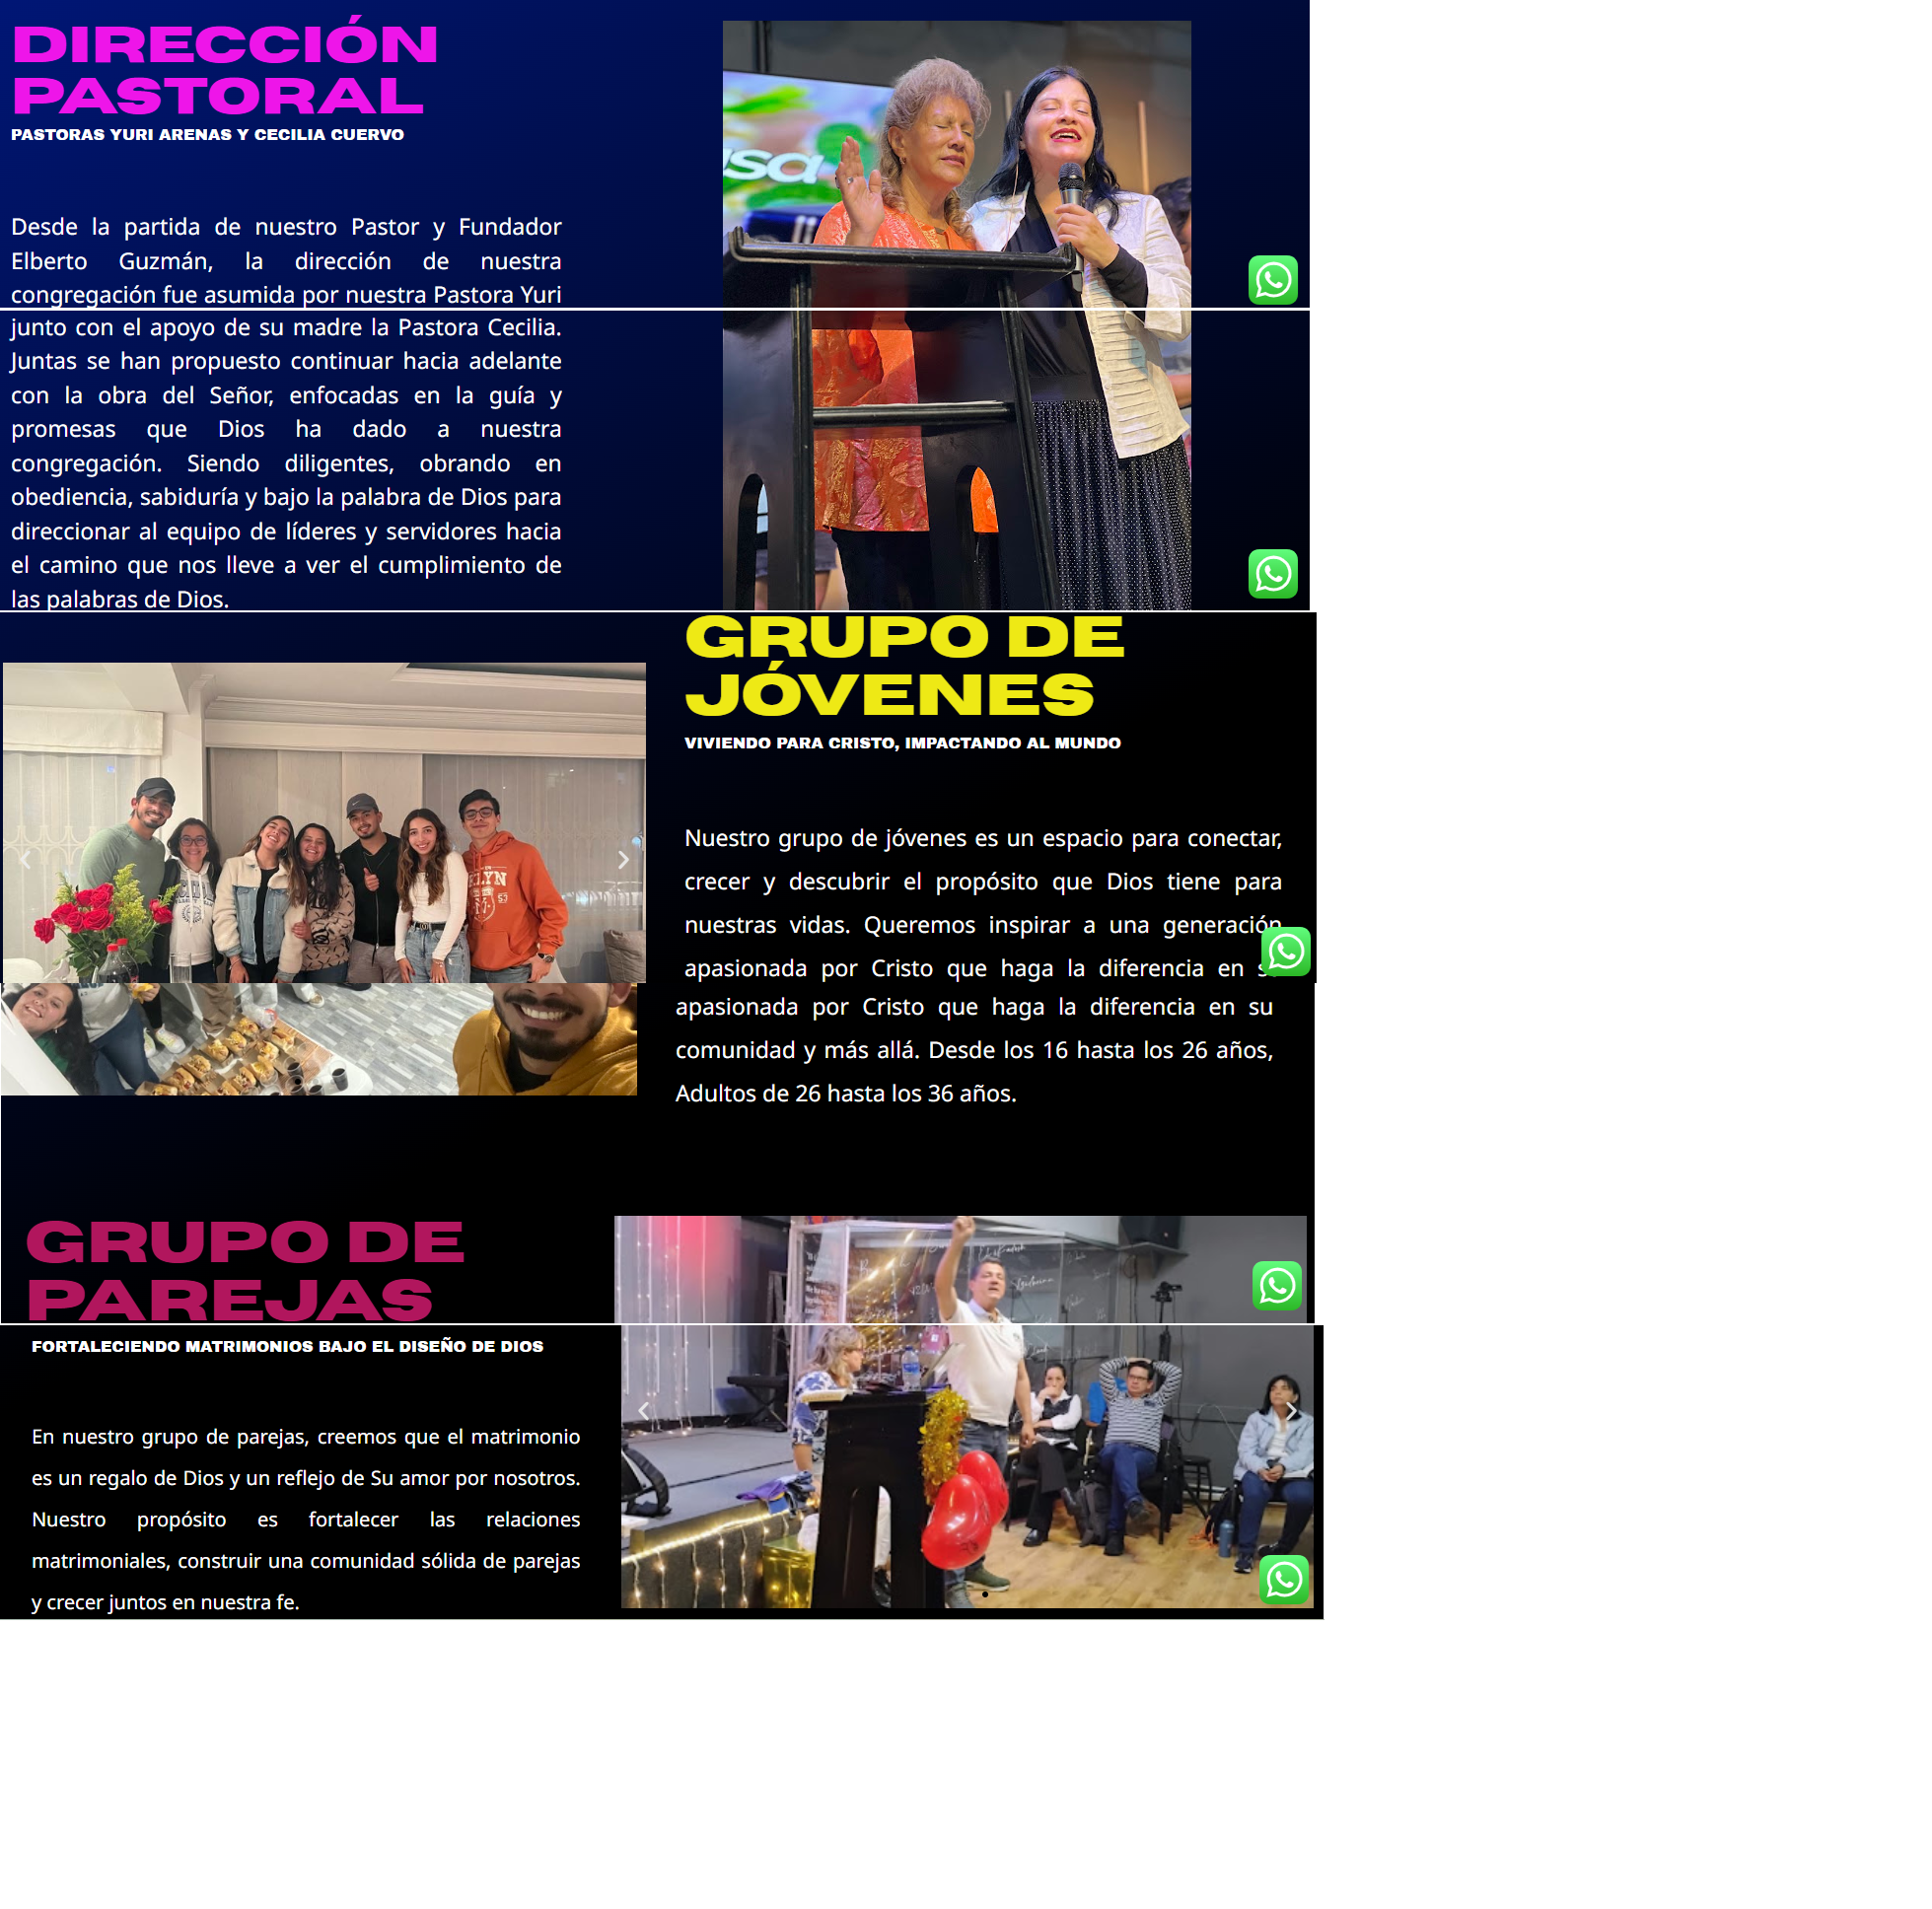 DIRECCIÓN
PASTORAL
PASTORAS YURI ARENAS Y CECILIA CUERVO
Desde la partida de nuestro Pastor y Fundador
Elberto Guzmán, la dirección de nuestra
congregación fue asumida por nuestra Pastora Yuri
junto con el apoyo de su madre la Pastora Cecilia.
Juntas se han propuesto continuar hacia adelante
con la obra del Señor, enfocadas en la guía y
promesas que Dios ha dado a nuestra
congregación. Siendo diligentes, obrando en
obediencia, sabiduría y bajo la palabra de Dios para
direccionar al equipo de líderes y servidores hacia
el camino que nos lleve a ver el cumplimiento de
las palabras de Dios.
GRUPO DE
JÓVENES
VIVIENDO PARA CRISTO, IMPACTANDO AL MUNDO
Nuestro grupo de jóvenes es un espacio para conectar,
crecer y descubrir el propósito que Dios tiene para
nuestras vidas. Queremos inspirar a una generación
apasionada por Cristo que haga la diferencia en
apasionada por Cristo que haga la diferencia en su
comunidad y más allá. Desde los 16 hasta los 26 años,
Adultos de 26 hasta los 36 años.
GRUPO DE
PAREJAS
FORTALECIENDO MATRIMONIOS BAJO EL DISEÑO DE DIOS
En nuestro grupo de parejas, creemos que el matrimonio
es un regalo de Dios y un reflejo de Su amor por nosotros.
Nuestro propósito es fortalecer las relaciones
matrimoniales, construir una comunidad sólida de parejas
y crecer juntos en nuestra fe.